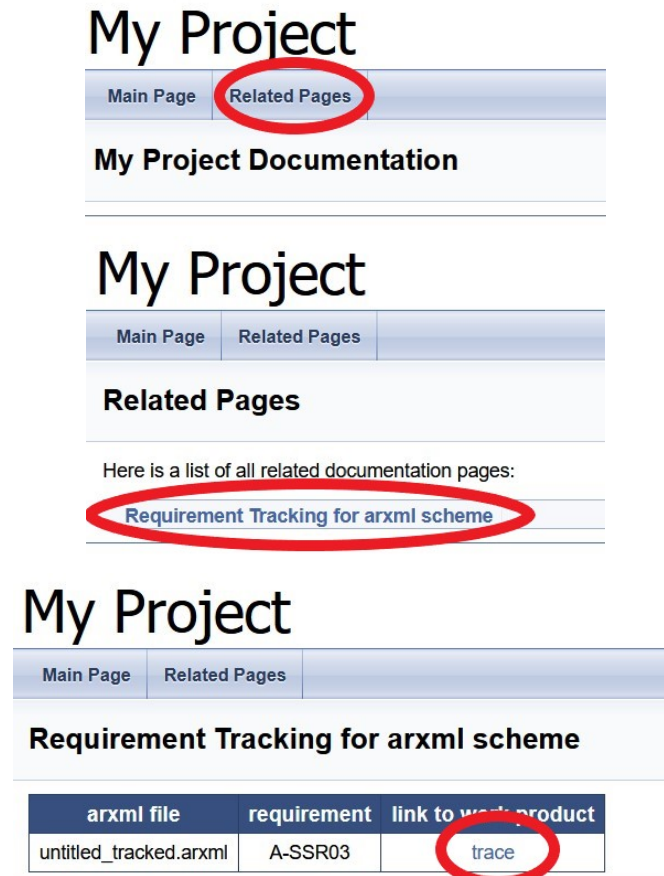 My Project
Main Page Related Pages
My Project Documentation
My Project
Main Page Related Pages
Related Pages
Here is a list of all related documentation pages:
Requirement Tracking for arxml scheme
My Project
Main Page Related Pages
Requirement Tracking for arxml scheme
arxml file requirement link to work product
untitled_tracked.arxml A-SSR03 trace